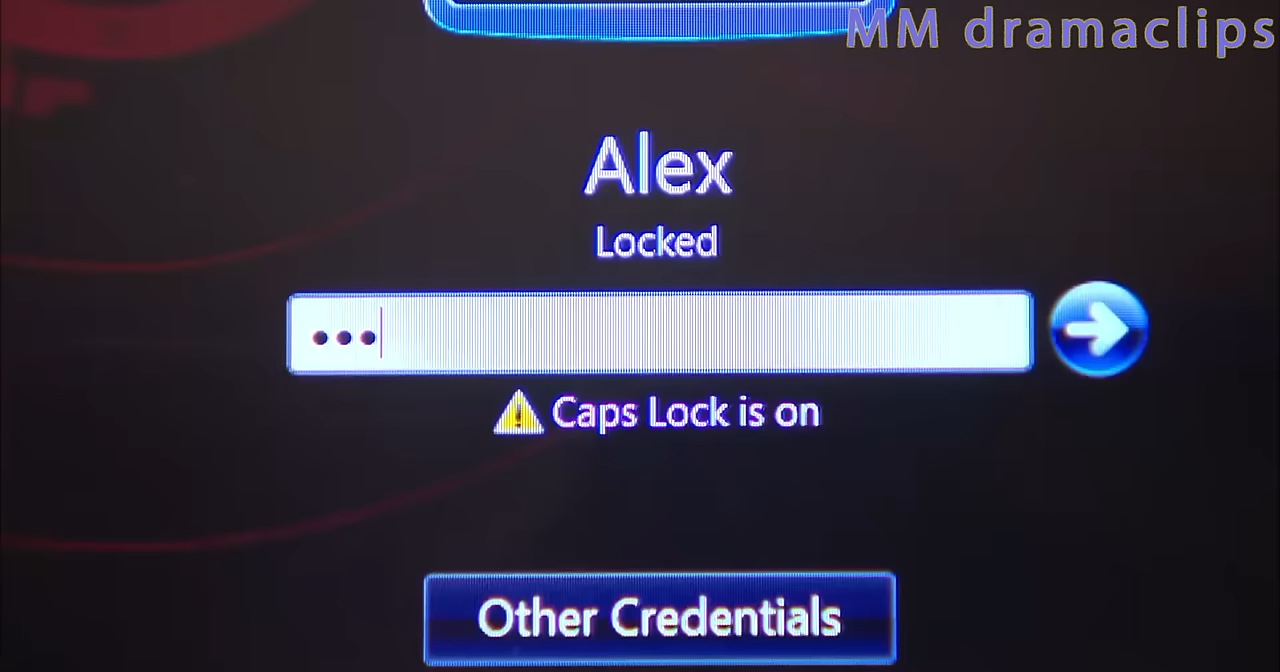 MM dramaclips
Alex
Locked
Caps Lock is on
Other Credentials